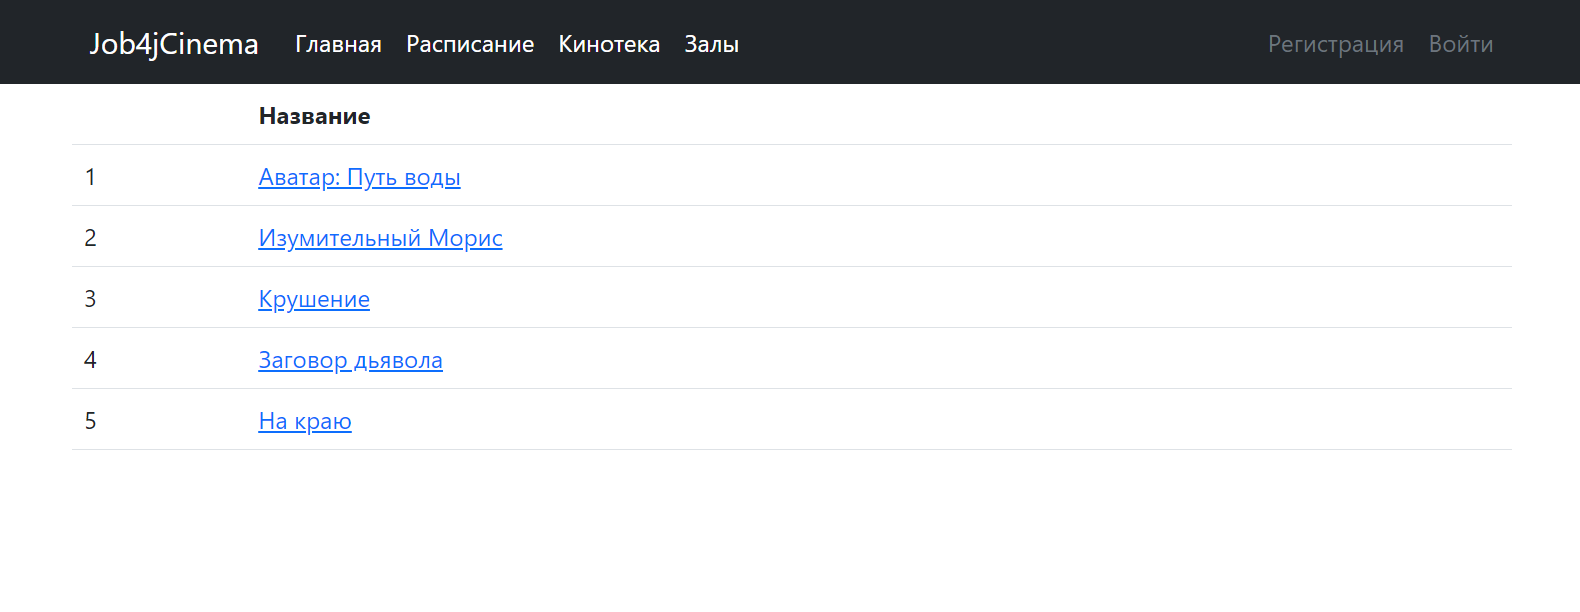 Job4jCinema Главная Расписание Кинотека Залы Регистрация Войти
Название
1 Аватар: Путь воды
2 Изумительный Морис
3 Крушение
4 Заговор дьявола
5 На краю